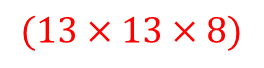 (13 × 13 × 8)